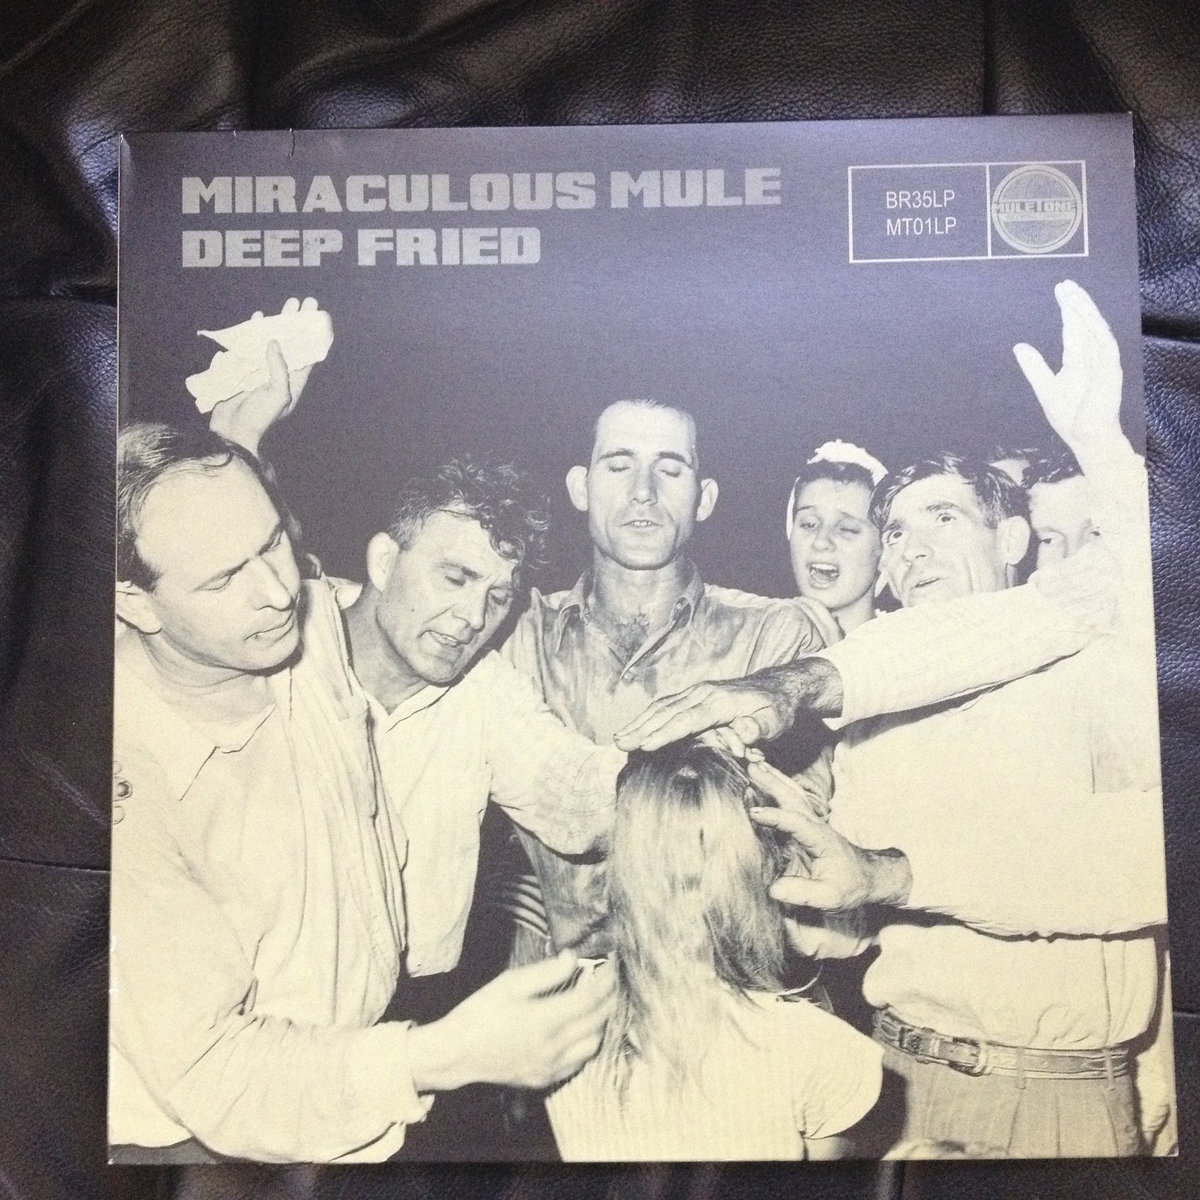 MIRACULOUS MULE
DEEP FRIED
BR35LP
MT01LP
MULETONE